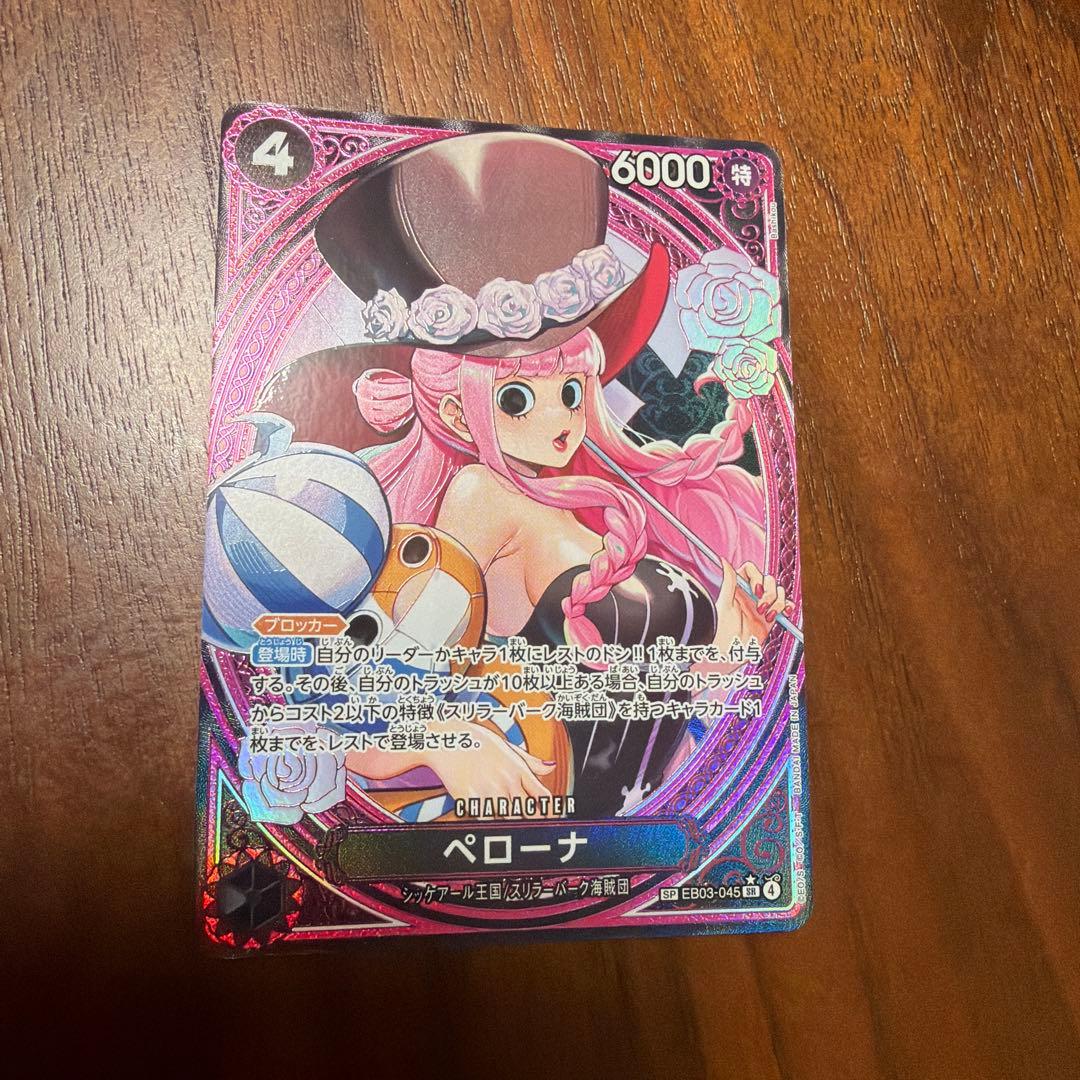 4
6000
特
Bashikou
ブロッカー
登場時 自分のリーダーかキャラ1枚にレストのドン!! 1枚までを、付与
する。その後、自分のトラッシュが10枚以上ある場合、自分のトラッシュ
からコスト2以下の特徴《スリラーバーク海賊団》を持つキャラカード1
枚までを、レストで登場させる。
CHARACTER
ペローナ
シッケアール王国/スリラーバーク海賊団
SP EB03-045 SR 4
©EO/S. ©O/S.F.T BANDAI MADE IN JAPAN